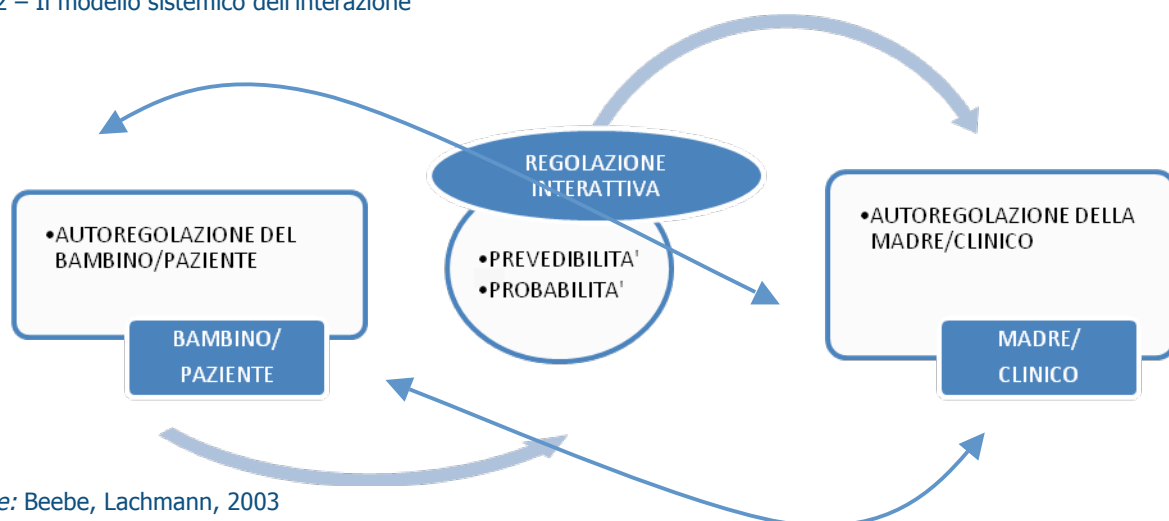 2 – Il modello sistemico dell'interazione
REGOLAZIONE
INTERATTIVA
•AUTOREGOLAZIONE DEL
BAMBINO/PAZIENTE
•PREVEDIBILITA'
•PROBABILITA'
•AUTOREGOLAZIONE DELLA
MADRE/CLINICO
BAMBINO/
PAZIENTE
MADRE/
CLINICO
e: Beebe, Lachmann, 2003